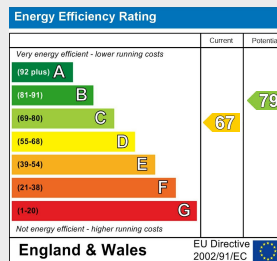 Energy Efficiency Rating
Current Potentia
Very energy efficient - lower running costs
(92 plus) A
(81-91) B
(69-80) C
(55-68) D
(39-54) E
(21-38) F
(1-20) G
67
79
Not energy efficient - higher running costs
England & Wales
EU Directive
2002/91/EC